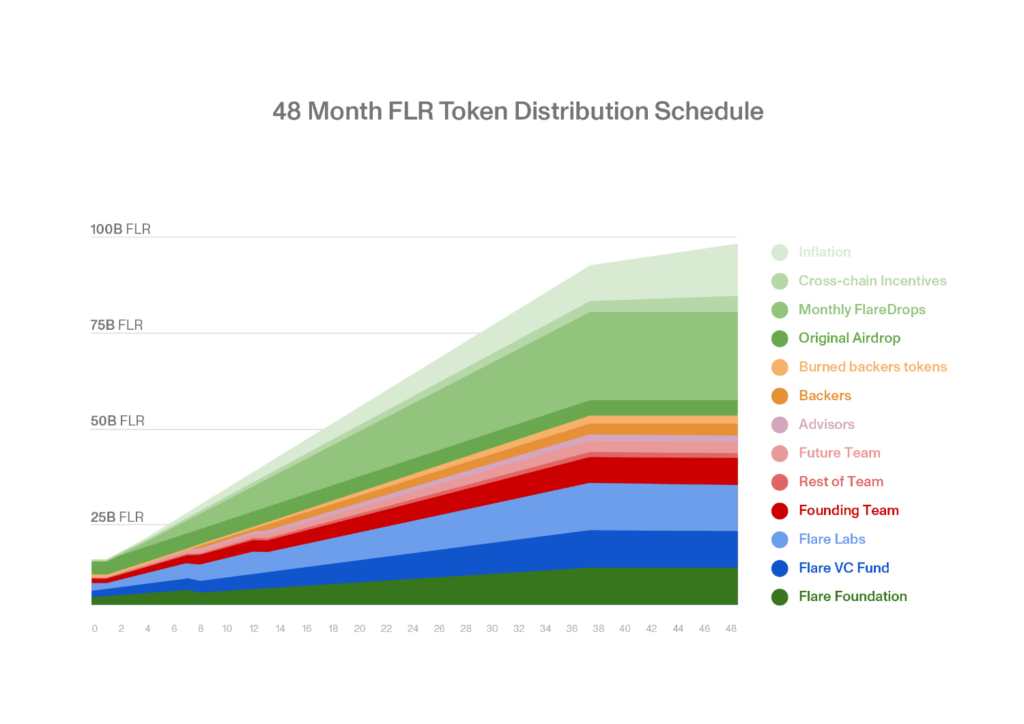 48 Month FLR Token Distribution Schedule
100B FLR
75B FLR
50B FLR
25B FLR
0 2 4 6 8 10 12 14 16 18 20 22 24 26 28 30 32 34 36 38 40 42 44 46 48
Inflation
Cross-chain Incentives
Monthly FlareDrops
Original Airdrop
Burned backers tokens
Backers
Advisors
Future Team
Rest of Team
Founding Team
Flare Labs
Flare VC Fund
Flare Foundation